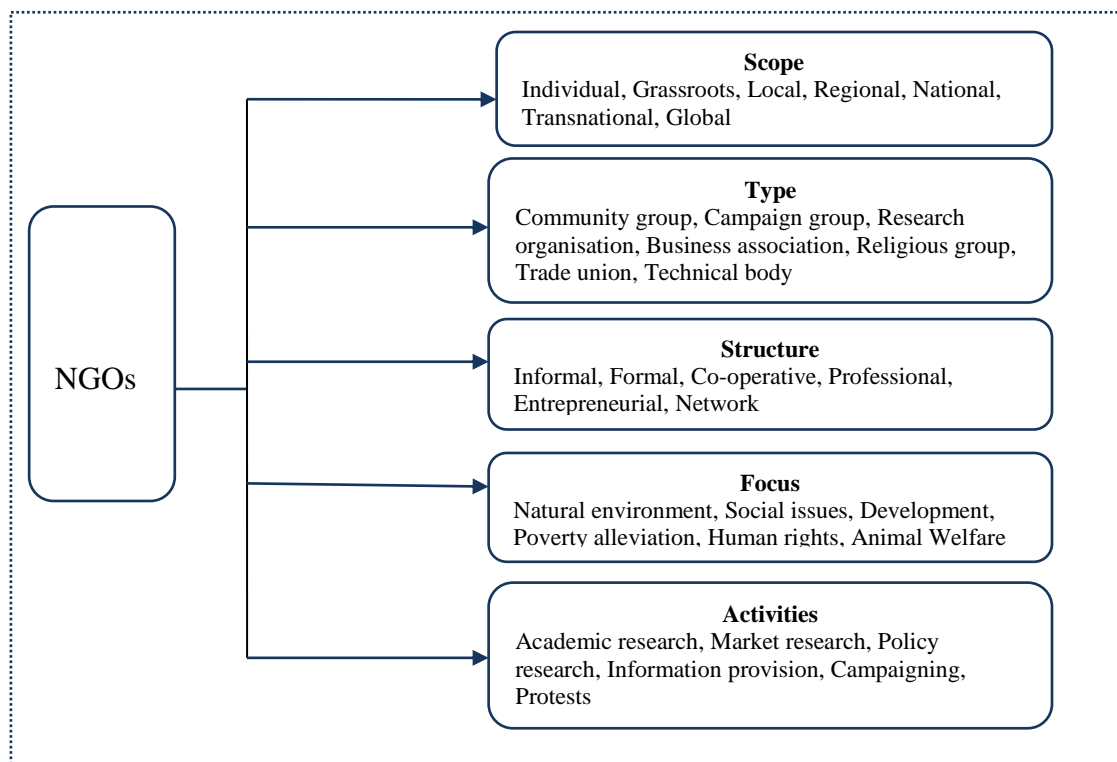 Scope
Individual, Grassroots, Local, Regional, National,
Transnational, Global
Type
Community group, Campaign group, Research
organisation, Business association, Religious group,
Trade union, Technical body
NGOs
Structure
Informal, Formal, Co-operative, Professional,
Entrepreneurial, Network
Focus
Natural environment, Social issues, Development,
Poverty alleviation, Human rights, Animal Welfare
Activities
Academic research, Market research, Policy
research, Information provision, Campaigning,
Protests